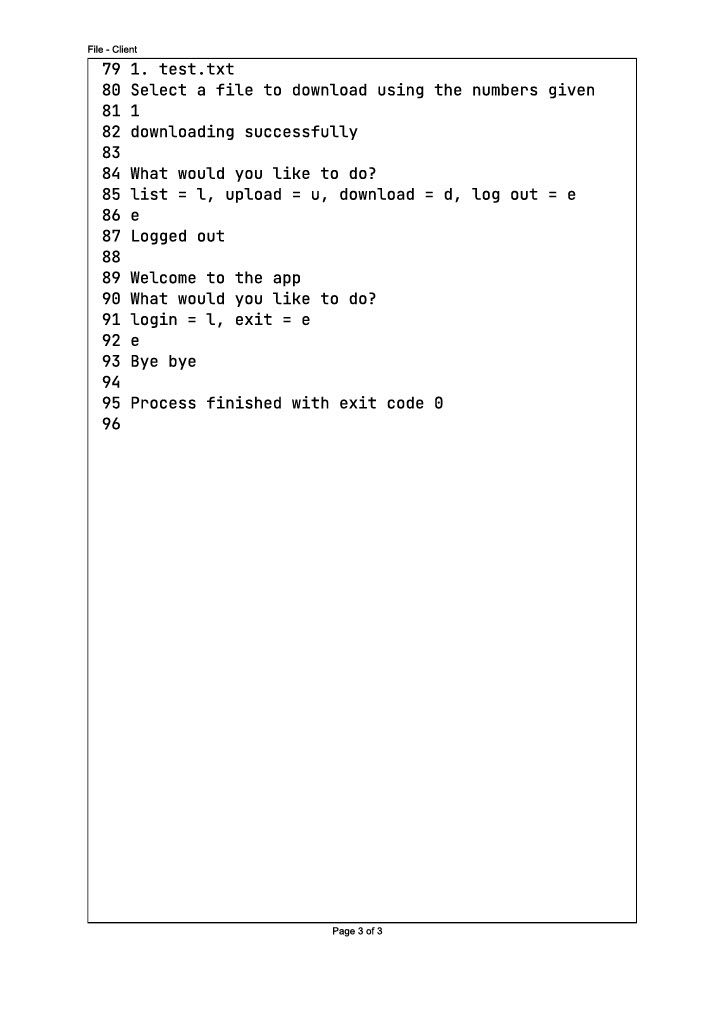 File - Client
79 1. test.txt
80 Select a file to download using the numbers given
81 1
82 downloading successfully
83
84 What would you like to do?
85 list = l, upload = u, download = d, log out = e
86 e
87 Logged out
88
89 Welcome to the app
90 What would you like to do?
91 login = l, exit = e
92 e
93 Bye bye
94
95 Process finished with exit code 0
96
Page 3 of 3